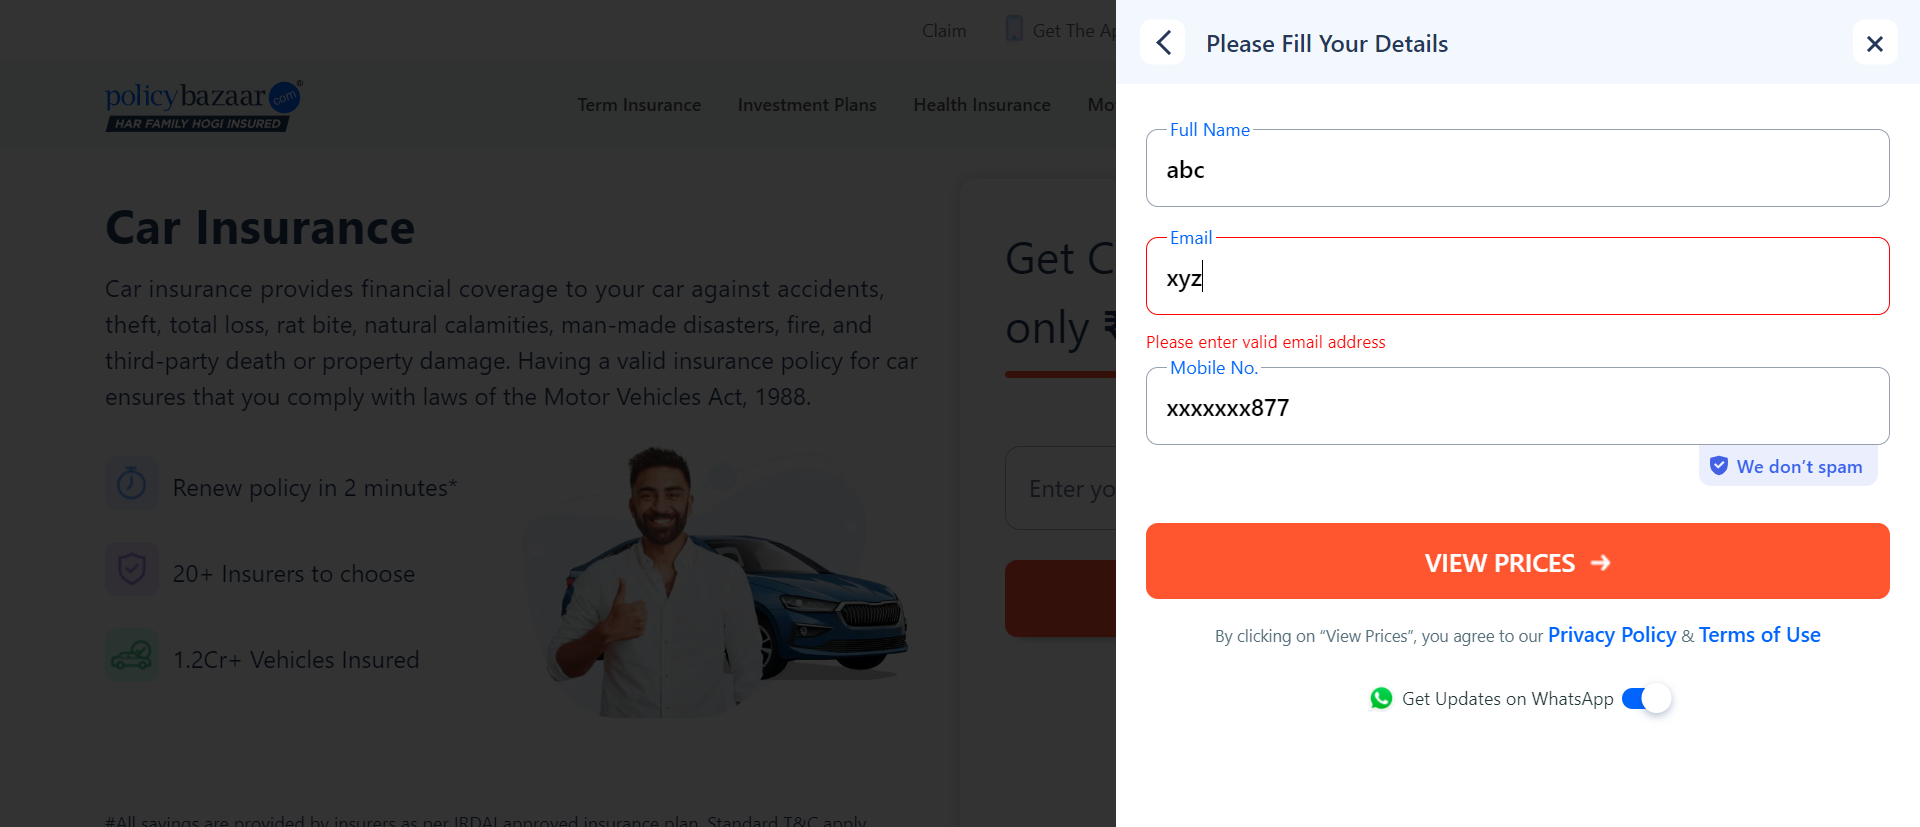 Claim
Get The Ap
policybazaar.com®
HAR FAMILY HOGI INSURED
Term Insurance
Investment Plans
Health Insurance
Mo
Car Insurance
Car insurance provides financial coverage to your car against accidents,
theft, total loss, rat bite, natural calamities, man-made disasters, fire, and
third-party death or property damage. Having a valid insurance policy for car
ensures that you comply with laws of the Motor Vehicles Act, 1988.
Renew policy in 2 minutes*
20+ Insurers to choose
1.2Cr+ Vehicles Insured
Get C
only ₹
Enter yo
#All savings are provided by insurers as per IRDAI approved insurance plan. Standard T&C apply
Please Fill Your Details
Full Name
abc
Email
xyz
Please enter valid email address
Mobile No.
xxxxxxx877
We don’t spam
VIEW PRICES
By clicking on “View Prices”, you agree to our Privacy Policy & Terms of Use
Get Updates on WhatsApp